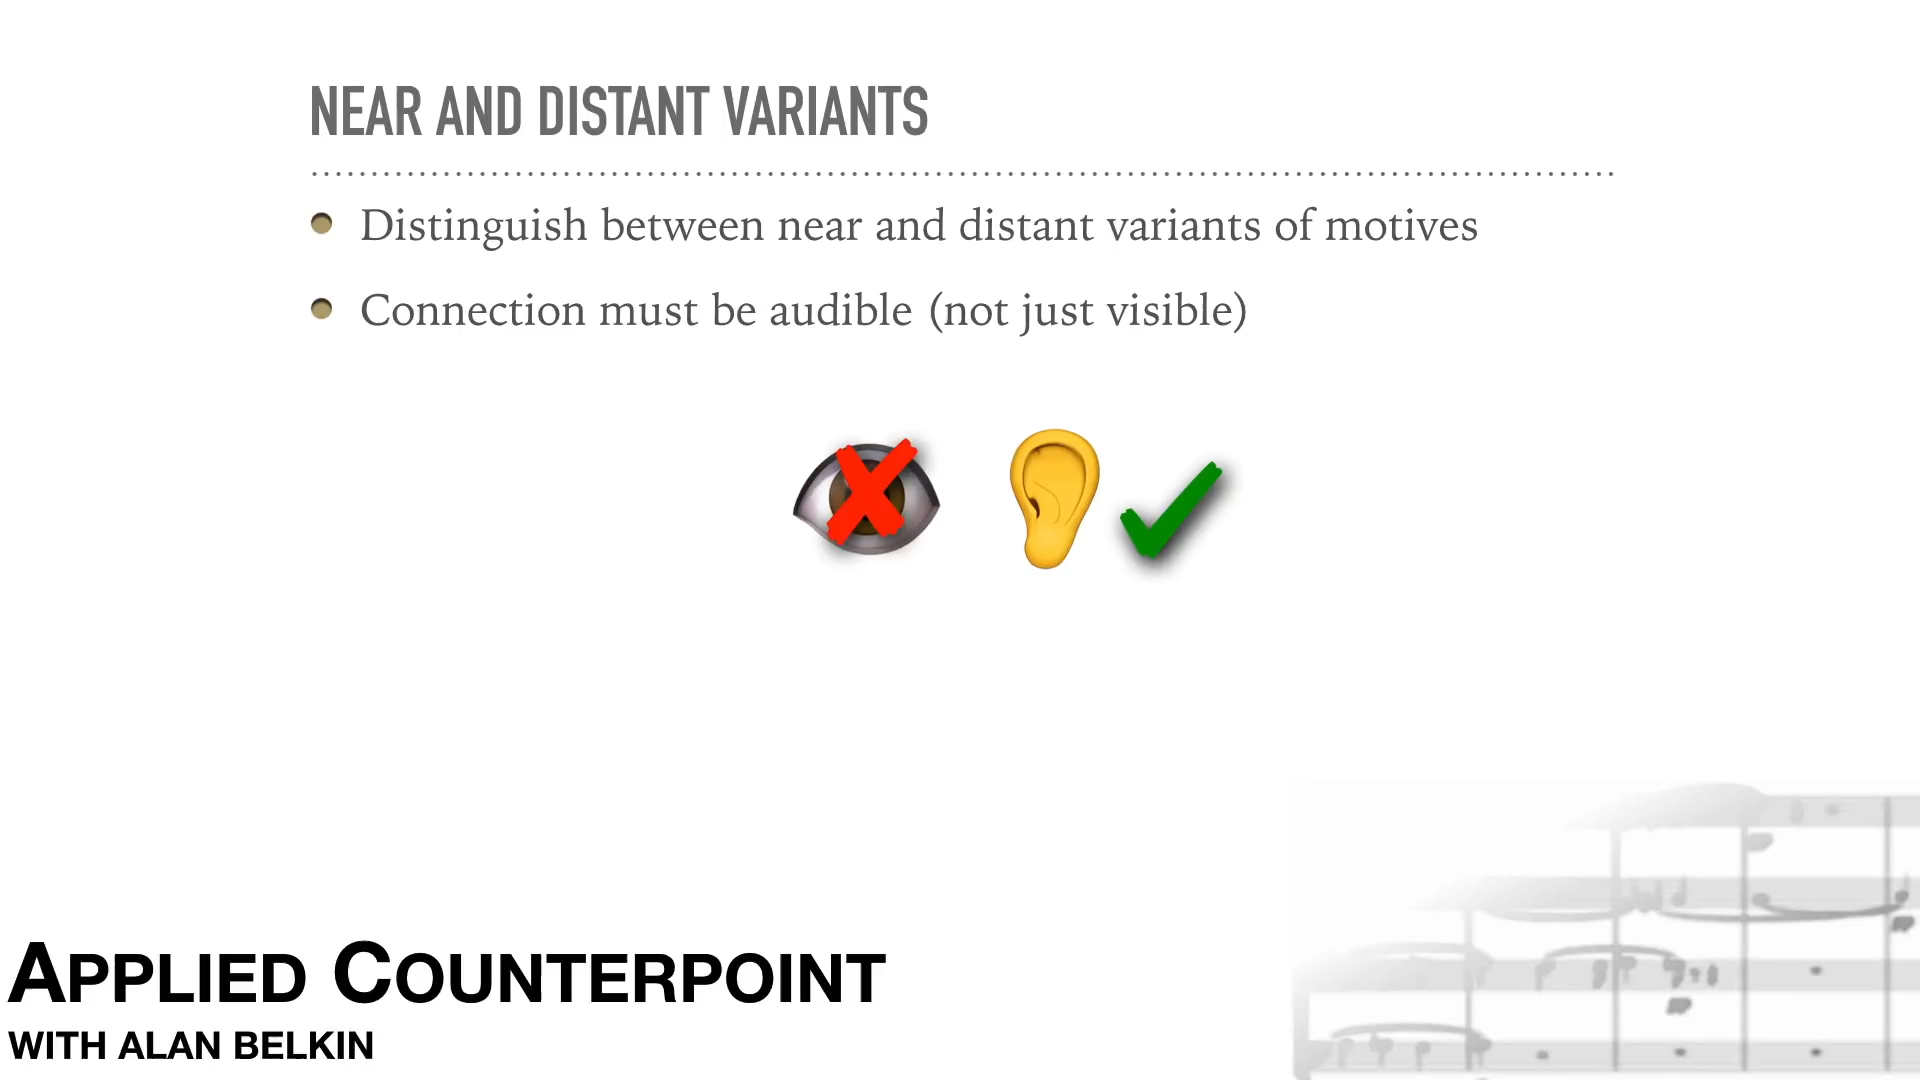 NEAR AND DISTANT VARIANTS
Distinguish between near and distant variants of motives
Connection must be audible (not just visible)
APPLIED COUNTERPOINT
WITH ALAN BELKIN